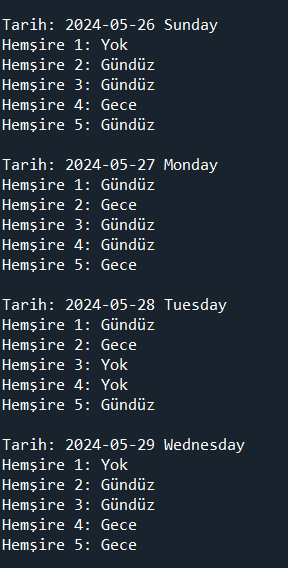 Tarih: 2024-05-26 Sunday
Hemşire 1: Yok
Hemşire 2: Gündüz
Hemşire 3: Gündüz
Hemşire 4: Gece
Hemşire 5: Gündüz
Tarih: 2024-05-27 Monday
Hemşire 1: Gündüz
Hemşire 2: Gece
Hemşire 3: Gündüz
Hemşire 4: Gündüz
Hemşire 5: Gece
Tarih: 2024-05-28 Tuesday
Hemşire 1: Gündüz
Hemşire 2: Gece
Hemşire 3: Yok
Hemşire 4: Yok
Hemşire 5: Gündüz
Tarih: 2024-05-29 Wednesday
Hemşire 1: Yok
Hemşire 2: Gündüz
Hemşire 3: Gündüz
Hemşire 4: Gece
Hemşire 5: Gece